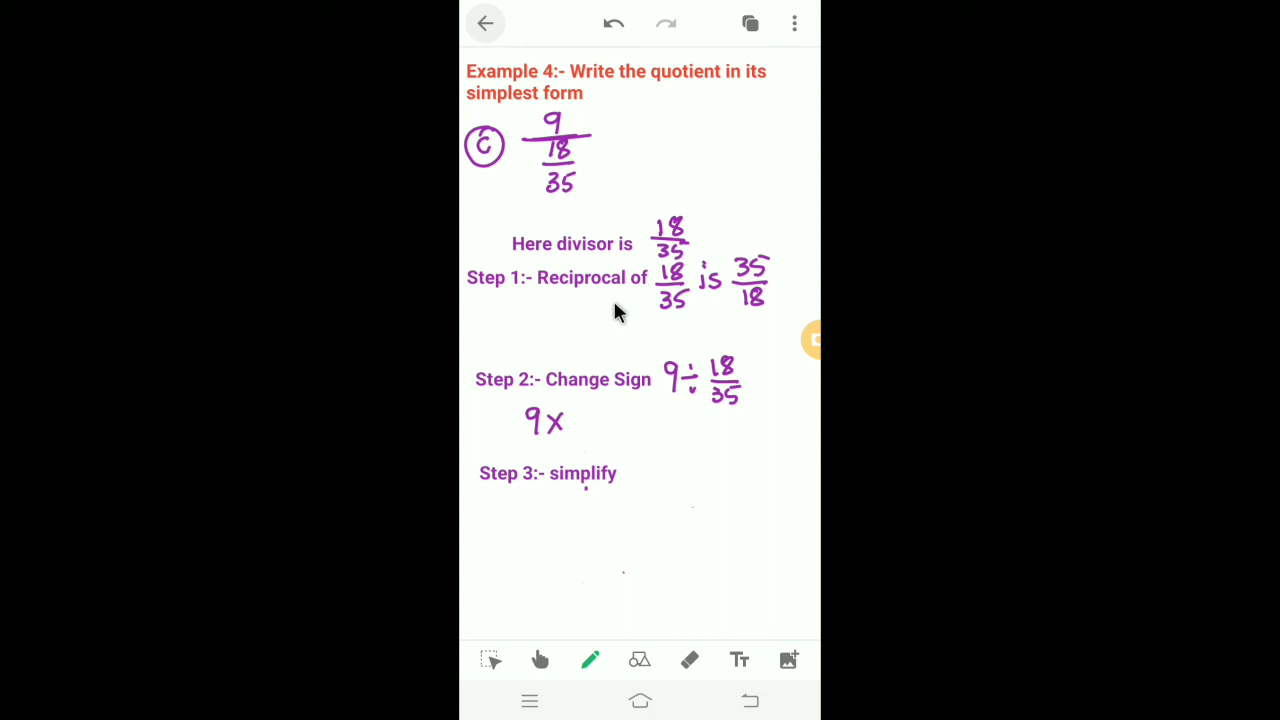 Example 4:- Write the quotient in its
simplest form
C 9
18
35
Here divisor is 18/35
Step 1:- Reciprocal of 18/35 is 35/18
Step 2:- Change Sign 9 ÷ 18/35
9 x
Step 3:- simplify
Tт